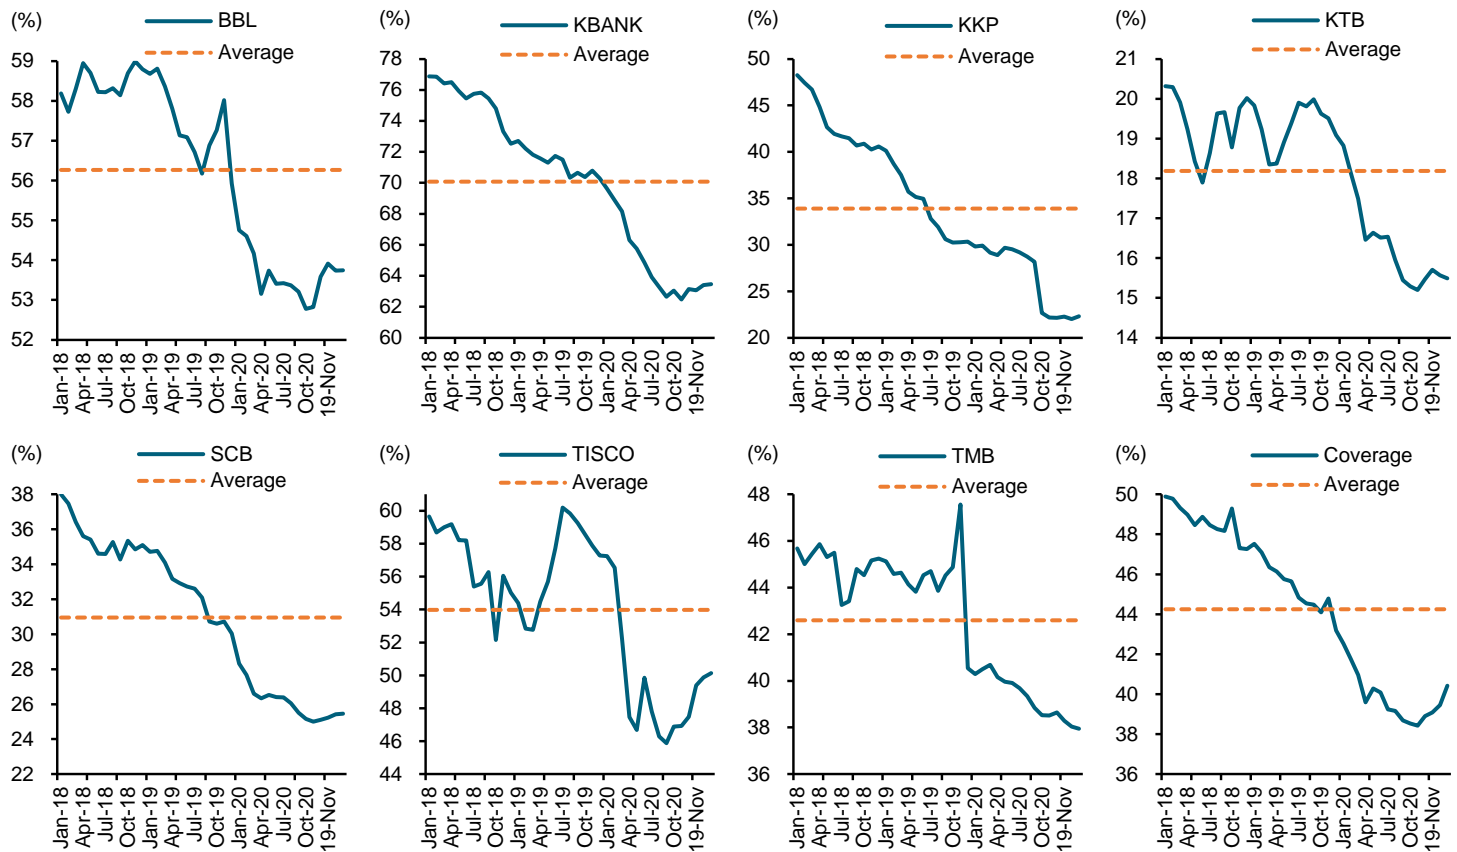 (%)
BBL
Average
59
58
57
56
55
54
53
52
Jan-18
Apr-18
Jul-18
Oct-18
Jan-19
Apr-19
Jul-19
Oct-19
Jan-20
Apr-20
Jul-20
Oct-20
19-Nov
(%)
KBANK
Average
78
76
74
72
70
68
66
64
62
60
Jan-18
Apr-18
Jul-18
Oct-18
Jan-19
Apr-19
Jul-19
Oct-19
Jan-20
Apr-20
Jul-20
Oct-20
19-Nov
(%)
KKP
Average
50
40
30
20
Jan-18
Apr-18
Jul-18
Oct-18
Jan-19
Apr-19
Jul-19
Oct-19
Jan-20
Apr-20
Jul-20
Oct-20
19-Nov
(%)
KTB
Average
21
20
19
18
17
16
15
14
Jan-18
Apr-18
Jul-18
Oct-18
Jan-19
Apr-19
Jul-19
Oct-19
Jan-20
Apr-20
Jul-20
Oct-20
19-Nov
(%)
SCB
Average
38
36
34
32
30
28
26
24
22
Jan-18
Apr-18
Jul-18
Oct-18
Jan-19
Apr-19
Jul-19
Oct-19
Jan-20
Apr-20
Jul-20
Oct-20
19-Nov
(%)
TISCO
Average
60
58
56
54
52
50
48
46
44
Jan-18
Apr-18
Jul-18
Oct-18
Jan-19
Apr-19
Jul-19
Oct-19
Jan-20
Apr-20
Jul-20
Oct-20
19-Nov
(%)
TMB
Average
48
46
44
42
40
38
36
Jan-18
Apr-18
Jul-18
Oct-18
Jan-19
Apr-19
Jul-19
Oct-19
Jan-20
Apr-20
Jul-20
Oct-20
19-Nov
(%)
Coverage
Average
50
48
46
44
42
40
38
36
Jan-18
Apr-18
Jul-18
Oct-18
Jan-19
Apr-19
Jul-19
Oct-19
Jan-20
Apr-20
Jul-20
Oct-20
19-Nov